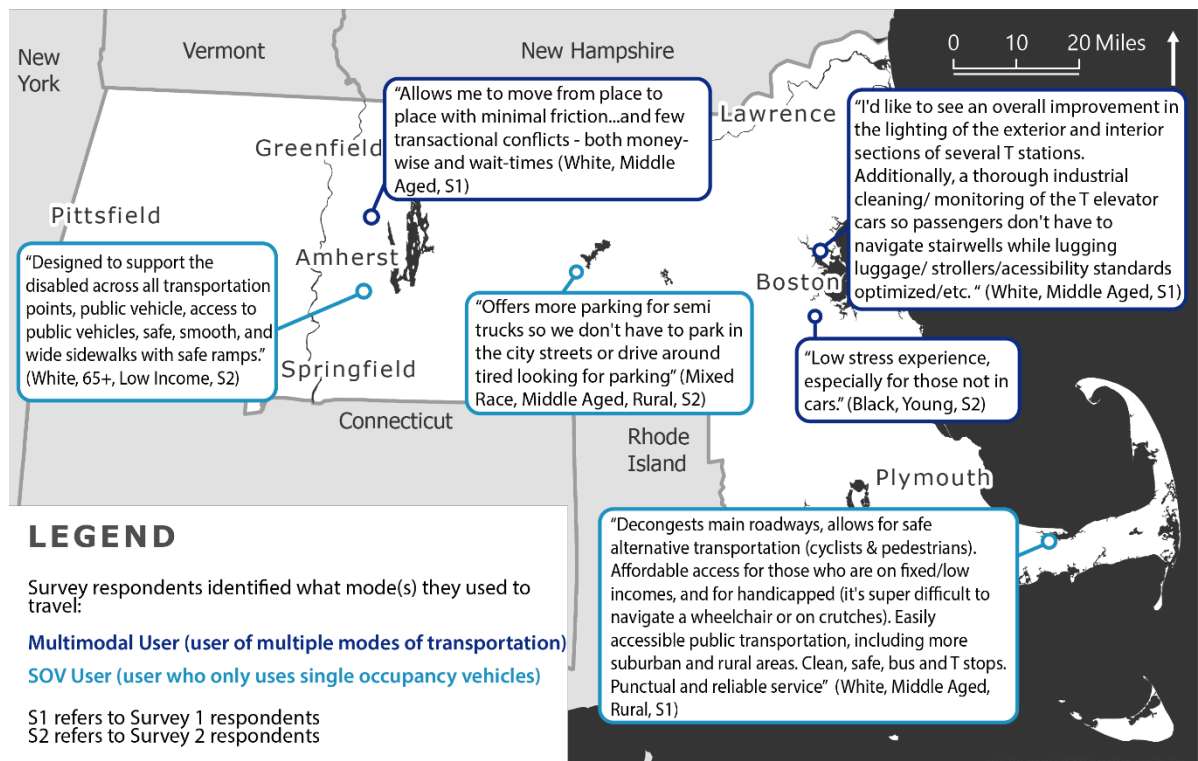 New
York
Vermont
New Hampshire
0 10 20 Miles
Lawrence
Greenfield
Pittsfield
Amherst
Boston
Springfield
Connecticut
Rhode
Island
Plymouth
“Allows me to move from place to
place with minimal friction...and few
transactional conflicts - both money-
wise and wait-times (White, Middle
Aged, S1)
“I'd like to see an overall improvement in
the lighting of the exterior and interior
sections of several T stations.
Additionally, a thorough industrial
cleaning/ monitoring of the T elevator
cars so passengers don't have to
navigate stairwells while lugging
luggage/ strollers/acessibility standards
optimized/etc. “ (White, Middle Aged, S1)
“Designed to support the
disabled across all transportation
points, public vehicle, access to
public vehicles, safe, smooth, and
wide sidewalks with safe ramps.”
(White, 65+, Low Income, S2)
“Offers more parking for semi
trucks so we don't have to park in
the city streets or drive around
tired looking for parking” (Mixed
Race, Middle Aged, Rural, S2)
“Low stress experience,
especially for those not in
cars.” (Black, Young, S2)
“Decongests main roadways, allows for safe
alternative transportation (cyclists & pedestrians).
Affordable access for those who are on fixed/low
incomes, and for handicapped (it's super difficult to
navigate a wheelchair or on crutches). Easily
accessible public transportation, including more
suburban and rural areas. Clean, safe, bus and T stops.
Punctual and reliable service” (White, Middle Aged,
Rural, S1)
LEGEND
Survey respondents identified what mode(s) they used to
travel:
Multimodal User (user of multiple modes of transportation)
SOV User (user who only uses single occupancy vehicles)
S1 refers to Survey 1 respondents
S2 refers to Survey 2 respondents